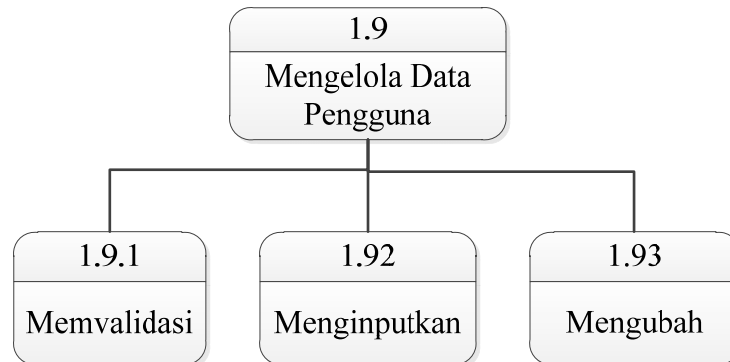 1.9
Mengelola Data
Pengguna
1.9.1
1.92
1.93
Memvalidasi
Menginputkan
Mengubah